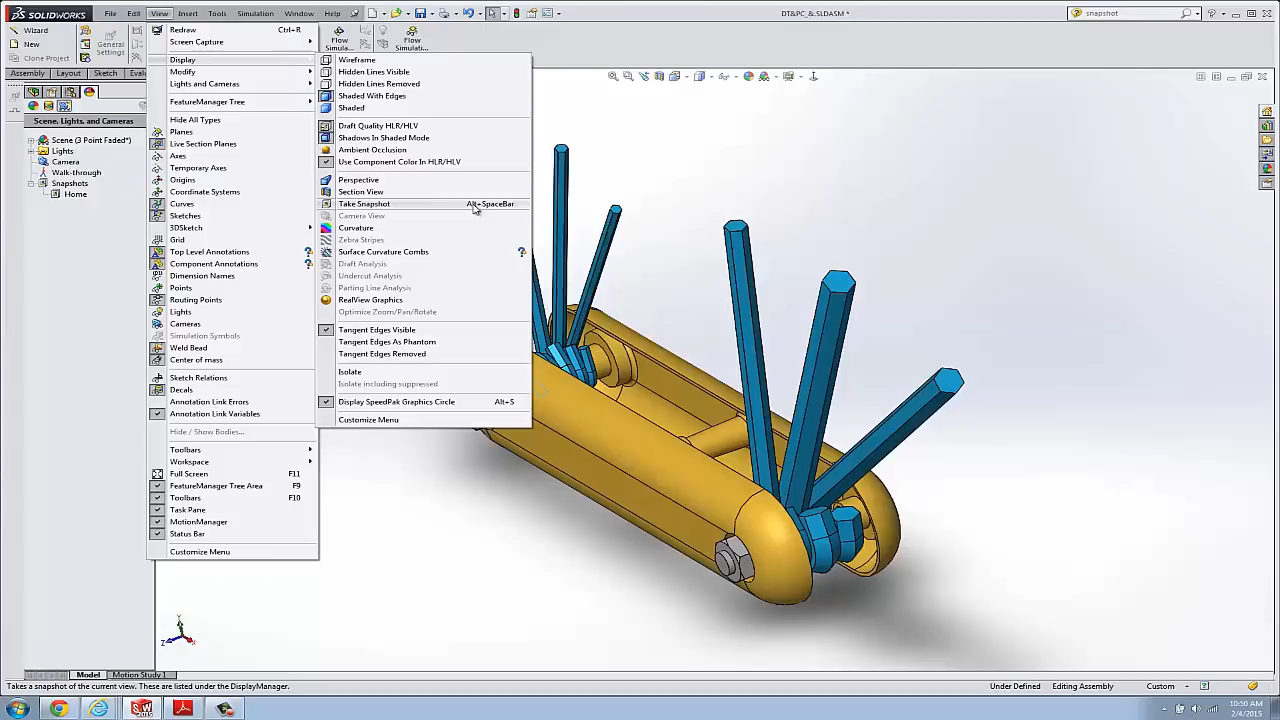 SOLIDWORKS File Edit View Insert Tools Simulation Window Help DT&PC_&.SLDASM * snapshot
Wizard
New
Clone Project
General
Settings
Flow
Simula...
Flow
Simulati...
Assembly Layout Sketch
Scene, Lights, and Cameras
Scene (3 Point Faded*)
Lights
Camera
Walk-through
Snapshots
Home
Redraw Ctrl+R
Screen Capture
Display
Modify
Lights and Cameras
FeatureManager Tree
Hide All Types
Planes
Live Section Planes
Axes
Temporary Axes
Origins
Coordinate Systems
Curves
Sketches
3DSketch
Grid
Top Level Annotations
Component Annotations
Dimension Names
Points
Routing Points
Lights
Cameras
Simulation Symbols
Weld Bead
Center of mass
Sketch Relations
Decals
Annotation Link Errors
Annotation Link Variables
Hide / Show Bodies...
Toolbars
Workspace
Full Screen F11
FeatureManager Tree Area F9
Toolbars F10
Task Pane
MotionManager
Status Bar
Customize Menu
Wireframe
Hidden Lines Visible
Hidden Lines Removed
Shaded With Edges
Shaded
Draft Quality HLR/HLV
Shadows In Shaded Mode
Ambient Occlusion
Use Component Color In HLR/HLV
Perspective
Section View
Take Snapshot Alt+SpaceBar
Camera View
Curvature
Zebra Stripes
Surface Curvature Combs
Draft Analysis
Undercut Analysis
Parting Line Analysis
RealView Graphics
Optimize Zoom/Pan/Rotate
Tangent Edges Visible
Tangent Edges As Phantom
Tangent Edges Removed
Isolate
Isolate including suppressed
Display SpeedPak Graphics Circle Alt+S
Customize Menu
Y
Z X
Model Motion Study 1
Takes a snapshot of the current view. These are listed under the DisplayManager. Under Defined Editing Assembly Custom
SW
2015
10:50 AM
2/4/2015